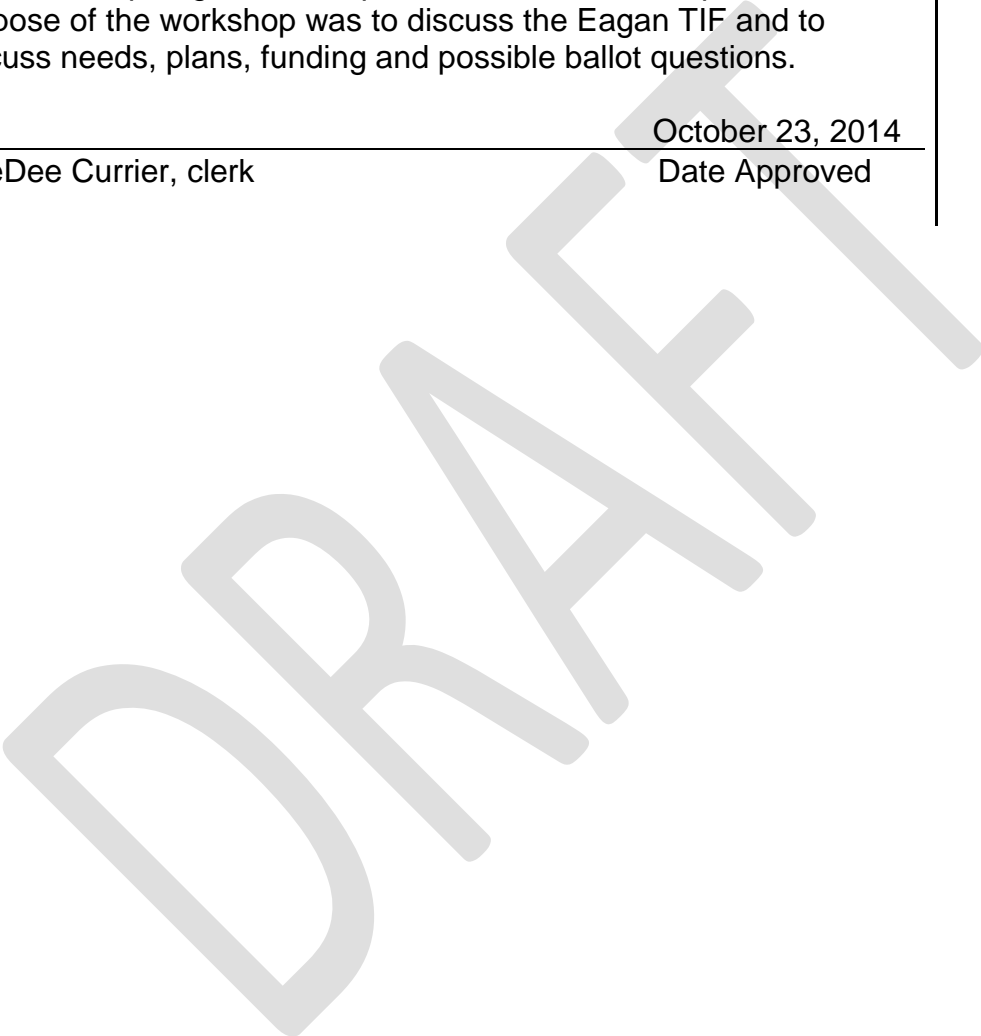 oose of the workshop was to discuss the Eagan TIF and to
cuss needs, plans, funding and possible ballot questions.
October 23, 2014
eDee Currier, clerk Date Approved
DRAFT